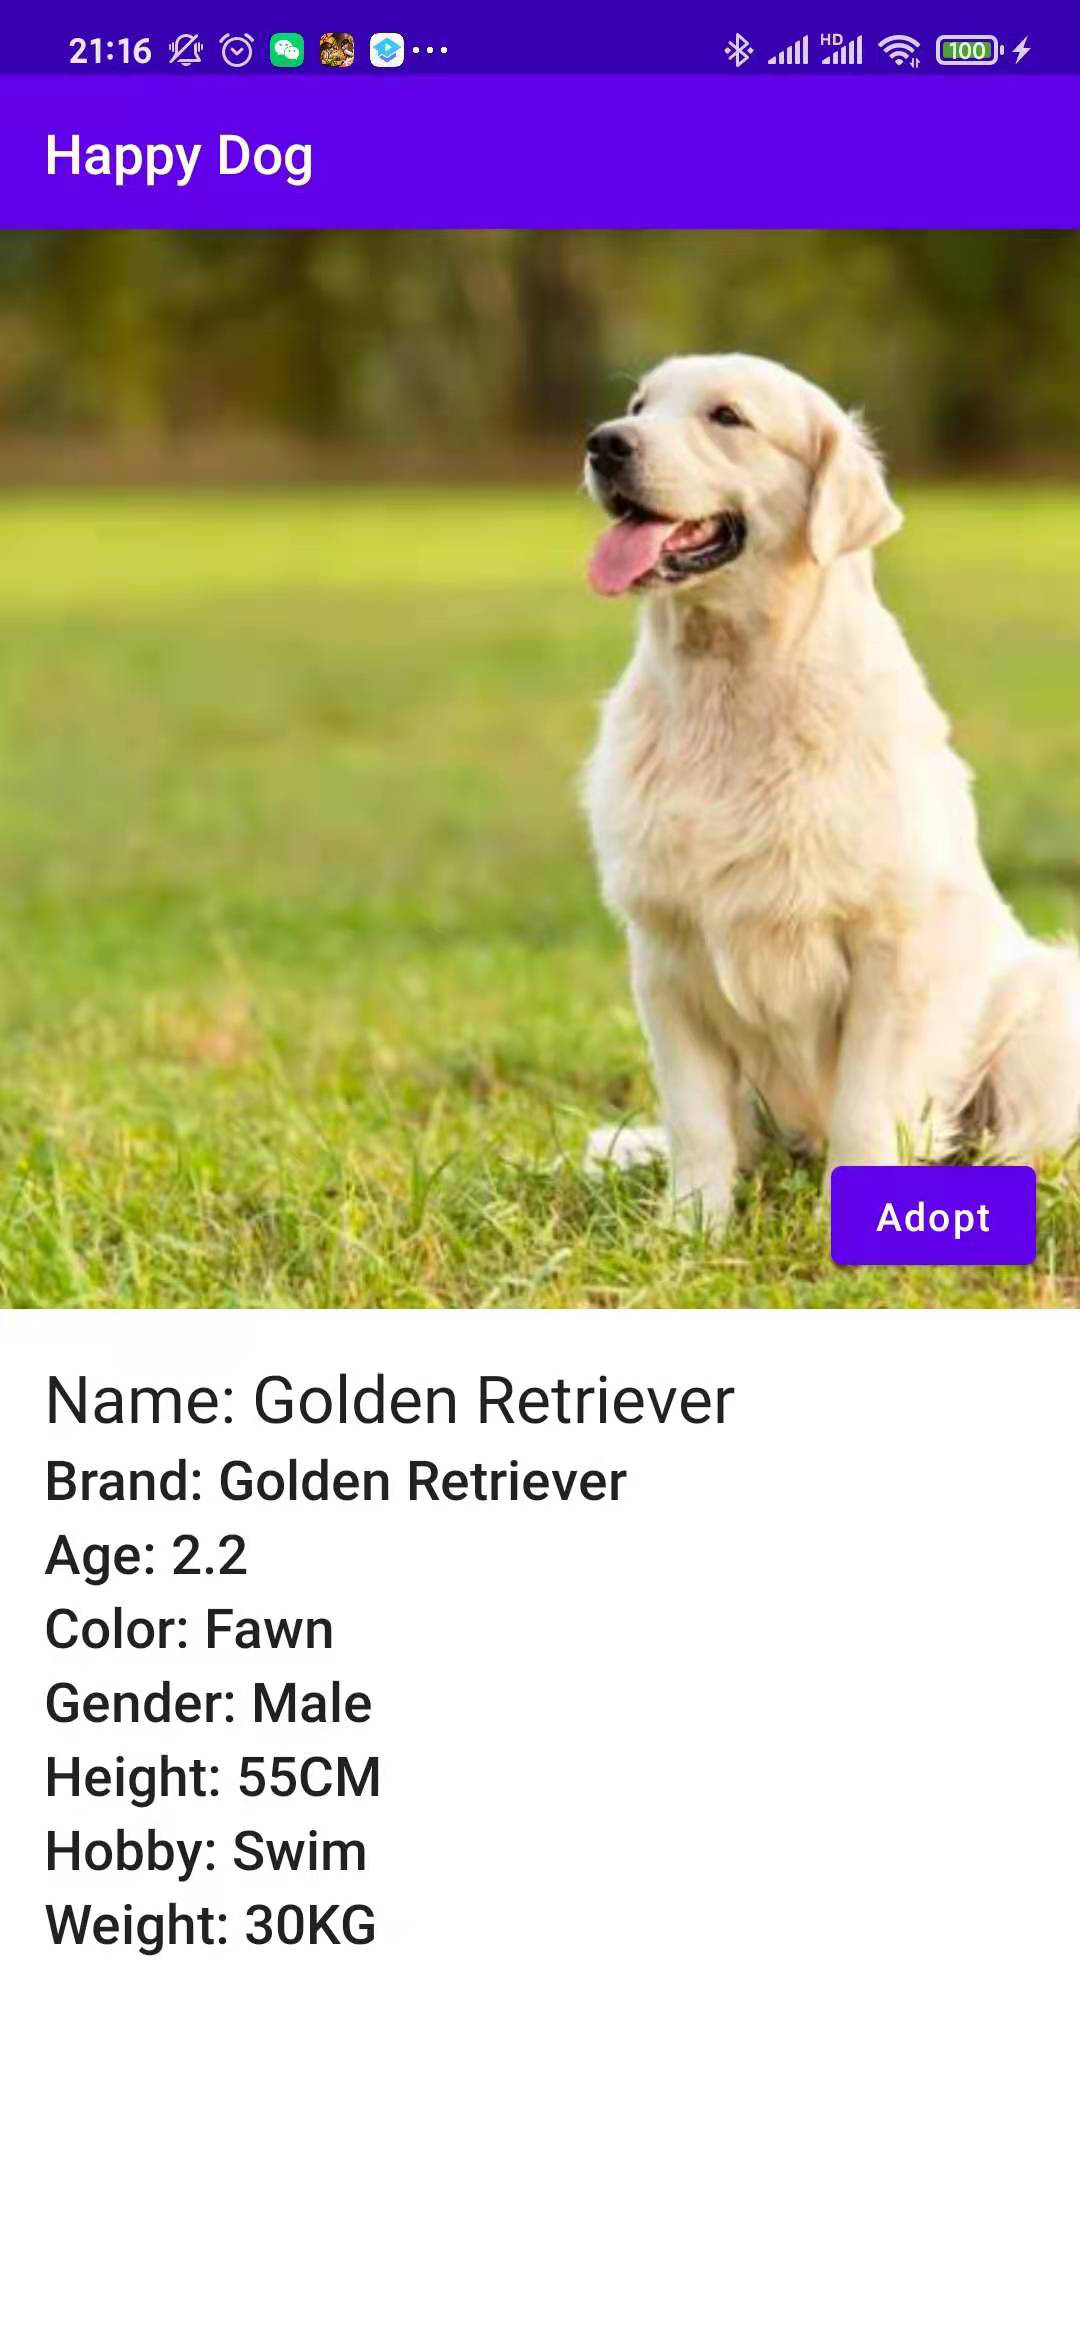 21:16
HD
100
Happy Dog
Adopt
Name: Golden Retriever
Brand: Golden Retriever
Age: 2.2
Color: Fawn
Gender: Male
Height: 55CM
Hobby: Swim
Weight: 30KG